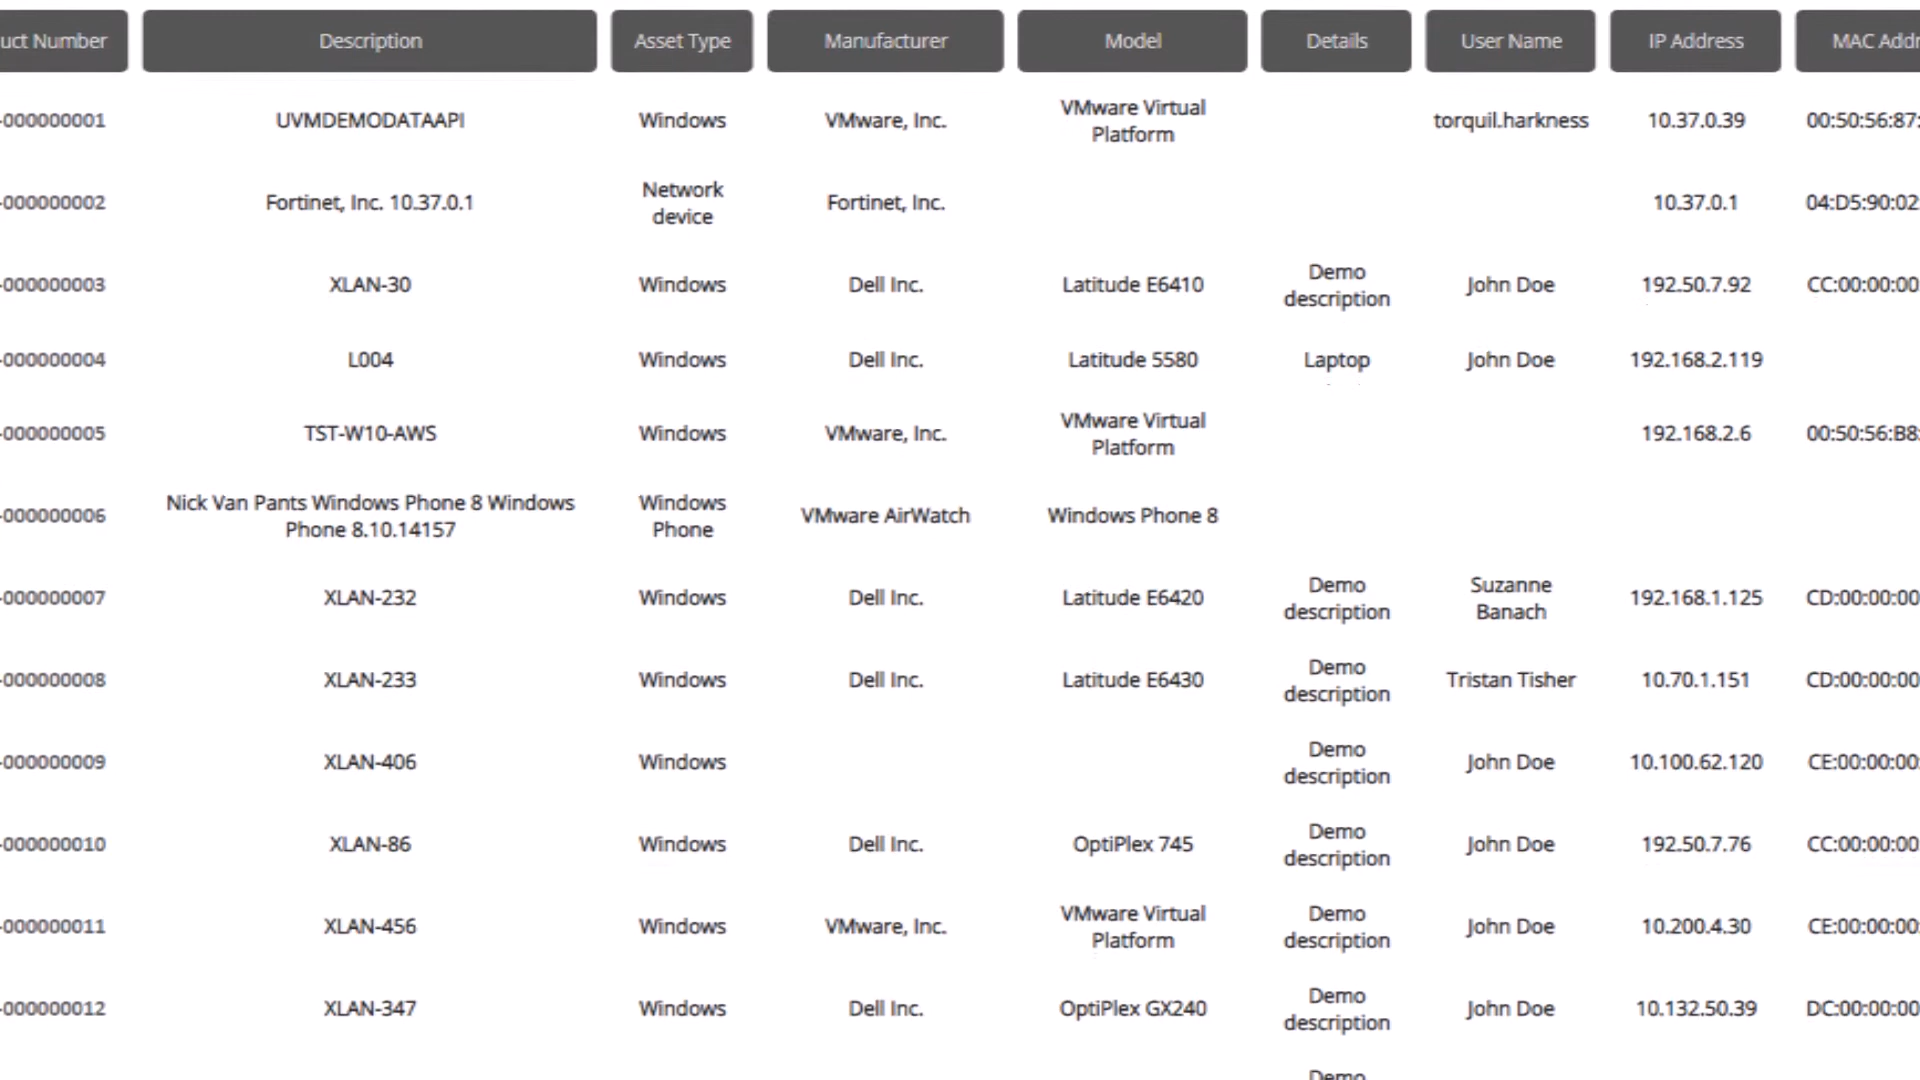 uct Number Description Asset Type Manufacturer Model Details User Name IP Address MAC Addr
-000000001 UVMDEMODATAAPI Windows VMware, Inc. VMware Virtual Platform torquil.harkness 10.37.0.39 00:50:56:87:
-000000002 Fortinet, Inc. 10.37.0.1 Network device Fortinet, Inc. 10.37.0.1 04:D5:90:02:
-000000003 XLAN-30 Windows Dell Inc. Latitude E6410 Demo description John Doe 192.50.7.92 CC:00:00:00
-000000004 L004 Windows Dell Inc. Latitude 5580 Laptop John Doe 192.168.2.119
-000000005 TST-W10-AWS Windows VMware, Inc. VMware Virtual Platform 192.168.2.6 00:50:56:B8:
-000000006 Nick Van Pants Windows Phone 8 Windows Phone 8.10.14157 Windows Phone VMware AirWatch Windows Phone 8
-000000007 XLAN-232 Windows Dell Inc. Latitude E6420 Demo description Suzanne Banach 192.168.1.125 CD:00:00:00
-000000008 XLAN-233 Windows Dell Inc. Latitude E6430 Demo description Tristan Tisher 10.70.1.151 CD:00:00:00
-000000009 XLAN-406 Windows Demo description John Doe 10.100.62.120 CE:00:00:00:
-000000010 XLAN-86 Windows Dell Inc. OptiPlex 745 Demo description John Doe 192.50.7.76 CC:00:00:00
-000000011 XLAN-456 Windows VMware, Inc. VMware Virtual Platform Demo description John Doe 10.200.4.30 CE:00:00:00:
-000000012 XLAN-347 Windows Dell Inc. OptiPlex GX240 Demo description John Doe 10.132.50.39 DC:00:00:00
Demo